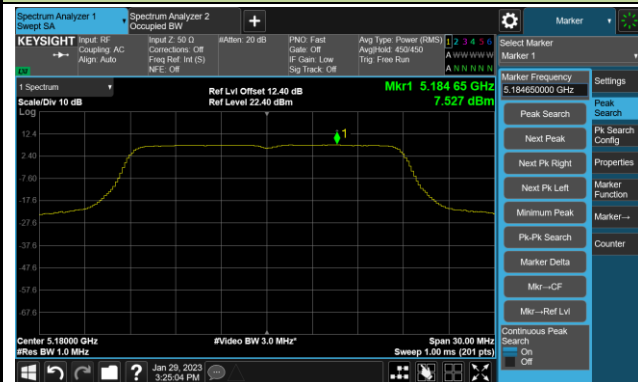 Spectrum Analyzer 1
Swept SA
Spectrum Analyzer 2
Occupied BW
+
Marker
KEYSIGHT
Input: RF
Coupling: AC
Align: Auto
Input Z: 50 Ω
Corrections: Off
Freq Ref: Int (S)
NFE: Off
#Atten: 20 dB
PNO: Fast
Gate: Off
IF Gain: Low
Sig Track: Off
Avg Type: Power (RMS)
Avg|Hold: 450/450
Trig: Free Run
1 2 3 4 5 6
A W W W W W
A N N N N N
LXI
Select Marker
Marker 1
1 Spectrum
Scale/Div 10 dB
Log
Ref Lvl Offset 12.40 dB
Ref Level 22.40 dBm
Mkr1 5.184 65 GHz
7.527 dBm
1
12.4
2.40
-7.60
-17.6
-27.6
-37.6
-47.6
-57.6
-67.6
Center 5.18000 GHz
#Res BW 1.0 MHz
#Video BW 3.0 MHz*
Span 30.00 MHz
Sweep 1.00 ms (201 pts)
Marker Frequency
5.184650000 GHz
Peak Search
Next Peak
Next Pk Right
Next Pk Left
Minimum Peak
Pk-Pk Search
Marker Delta
Mkr→CF
Mkr→Ref Lvl
Continuous Peak
Search
On
Off
Settings
Peak
Search
Pk Search
Config
Properties
Marker
Function
Marker→
Counter
?
Jan 29, 2023
3:25:04 PM